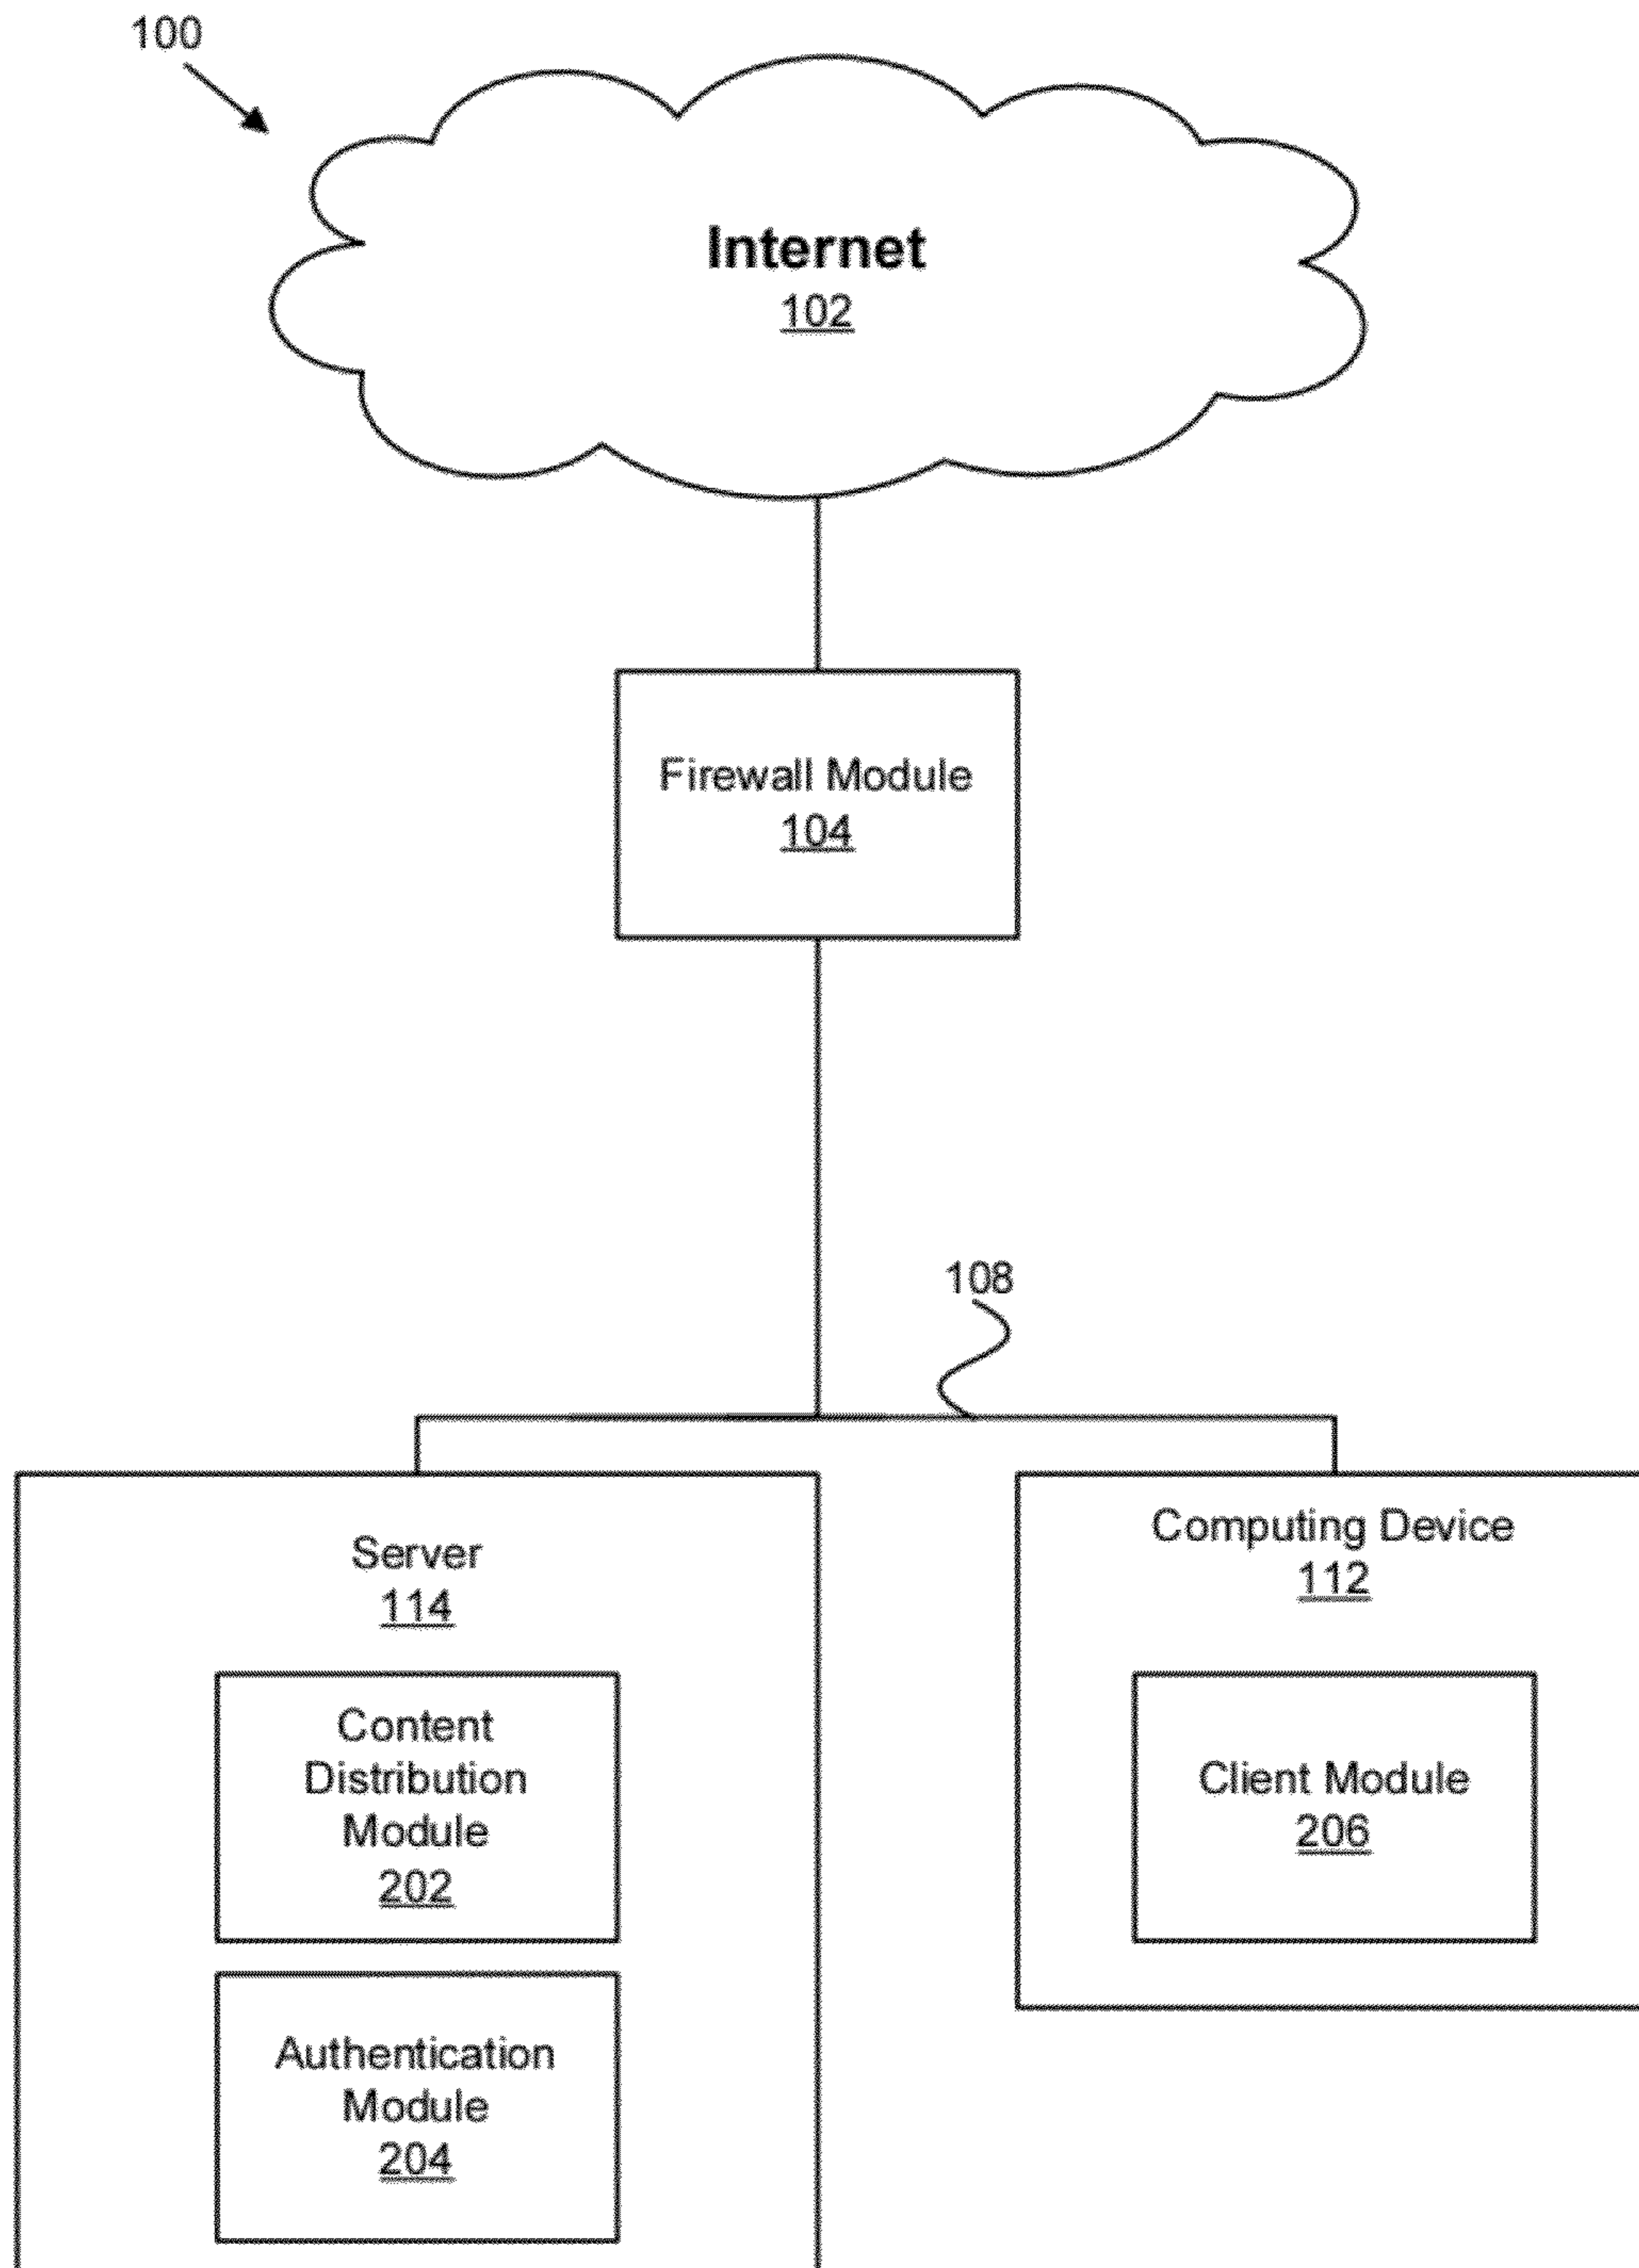 100
Internet
102
Firewall Module
104
108
Server
114
Content
Distribution
Module
202
Authentication
Module
204
Computing Device
112
Client Module
206